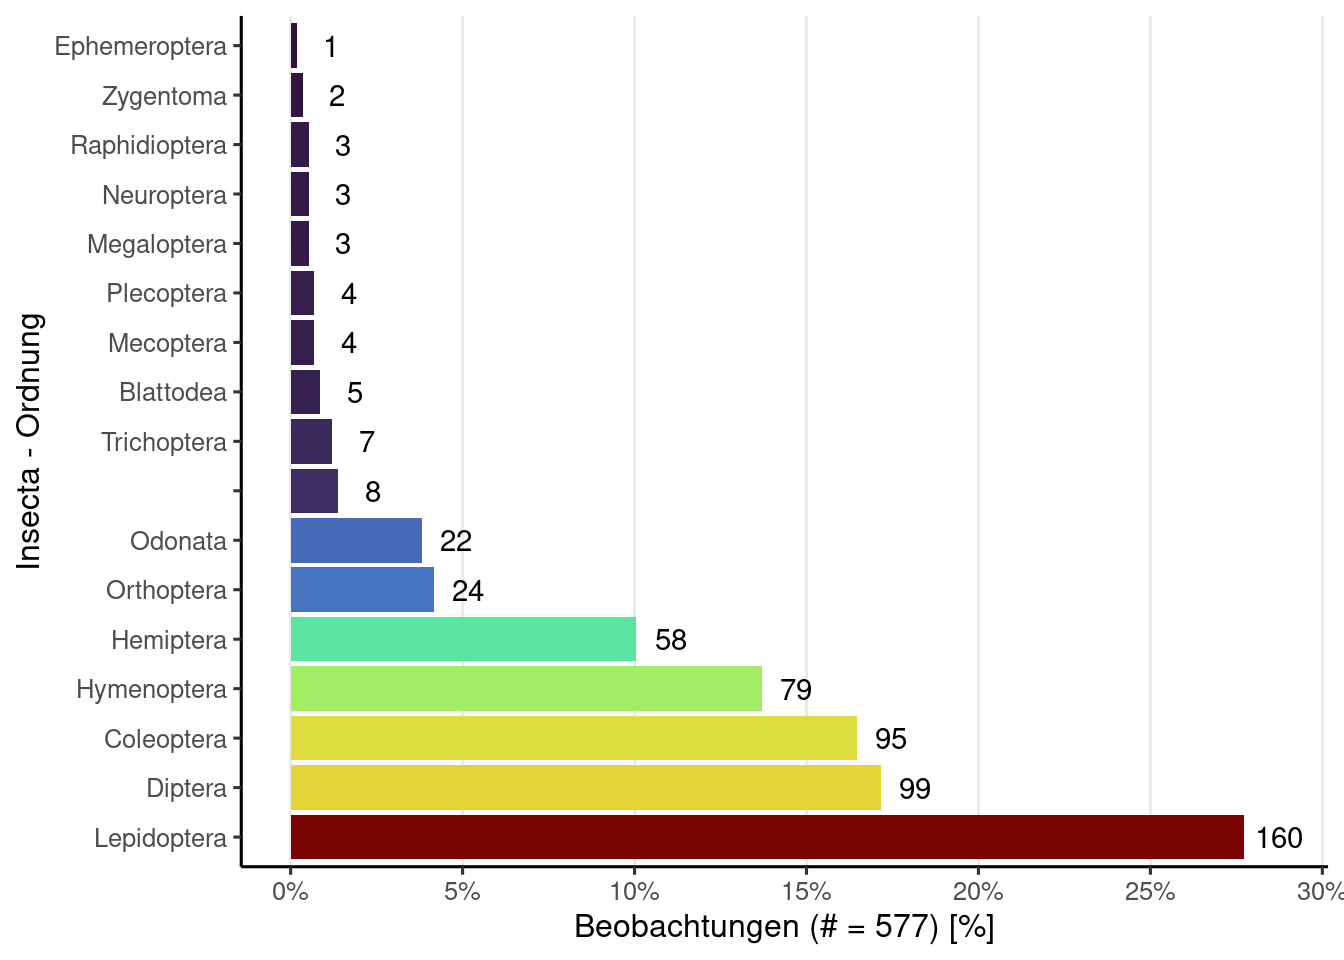 Ephemeroptera 1
Zygentoma 2
Raphidioptera 3
Neuroptera 3
Megaloptera 3
Plecoptera 4
Mecoptera 4
Blattodea 5
Trichoptera 7
8
Odonata 22
Orthoptera 24
Hemiptera 58
Hymenoptera 79
Coleoptera 95
Diptera 99
Lepidoptera 160
Insecta - Ordnung
0% 5% 10% 15% 20% 25% 30%
Beobachtungen (# = 577) [%]